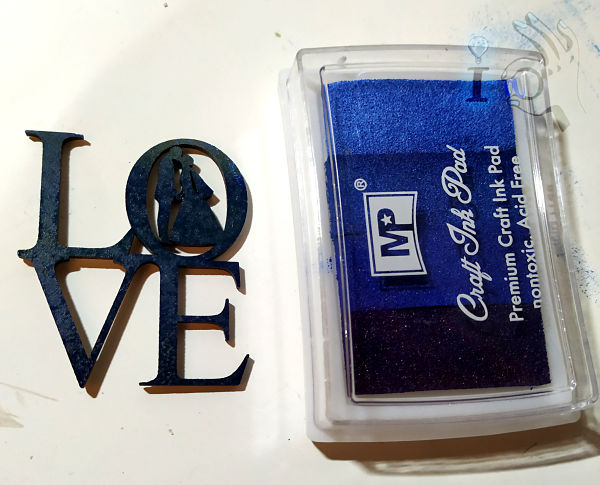 LO
VE
MP
®
Craft Ink Pad
Premium Craft Ink Pad
nontoxic. Acid Free